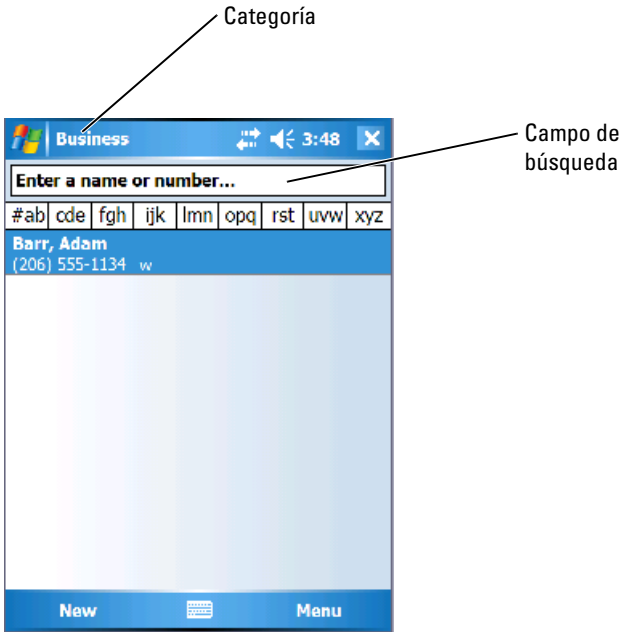 Categoría
Business 3:48
Campo de
búsqueda
Enter a name or number...
#ab cde fgh ijk lmn opq rst uvw xyz
Barr, Adam
(206) 555-1134 w
New Menu